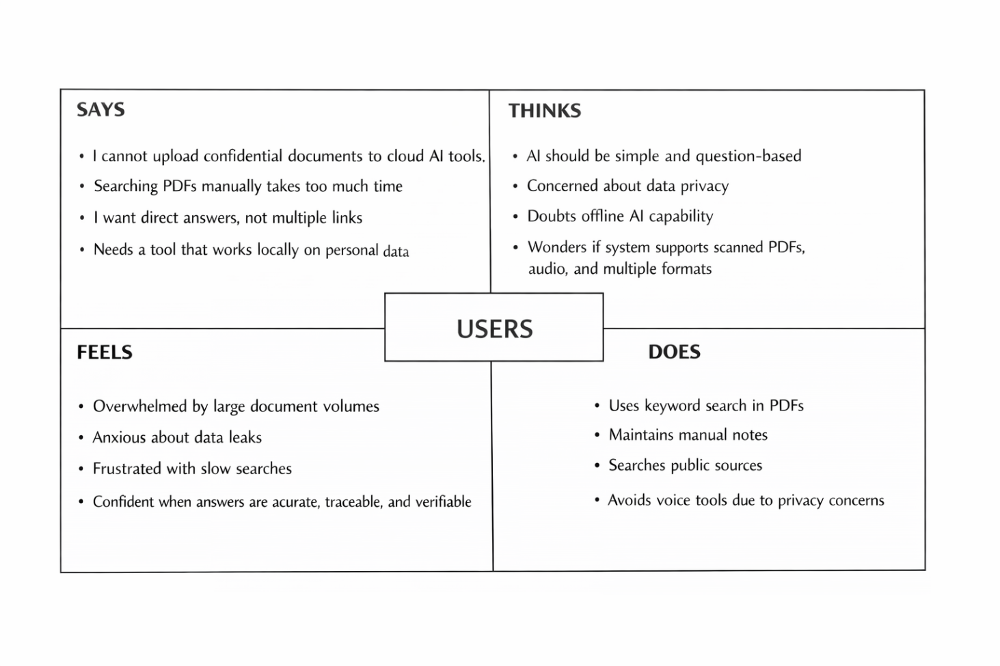 SAYS
• I cannot upload confidential documents to cloud AI tools.
• Searching PDFs manually takes too much time
• I want direct answers, not multiple links
• Needs a tool that works locally on personal data
THINKS
• AI should be simple and question-based
• Concerned about data privacy
• Doubts offline AI capability
• Wonders if system supports scanned PDFs,
audio, and multiple formats
USERS
FEELS
• Overwhelmed by large document volumes
• Anxious about data leaks
• Frustrated with slow searches
• Confident when answers are acurate, traceable, and verifiable
DOES
• Uses keyword search in PDFs
• Maintains manual notes
• Searches public sources
• Avoids voice tools due to privacy concerns